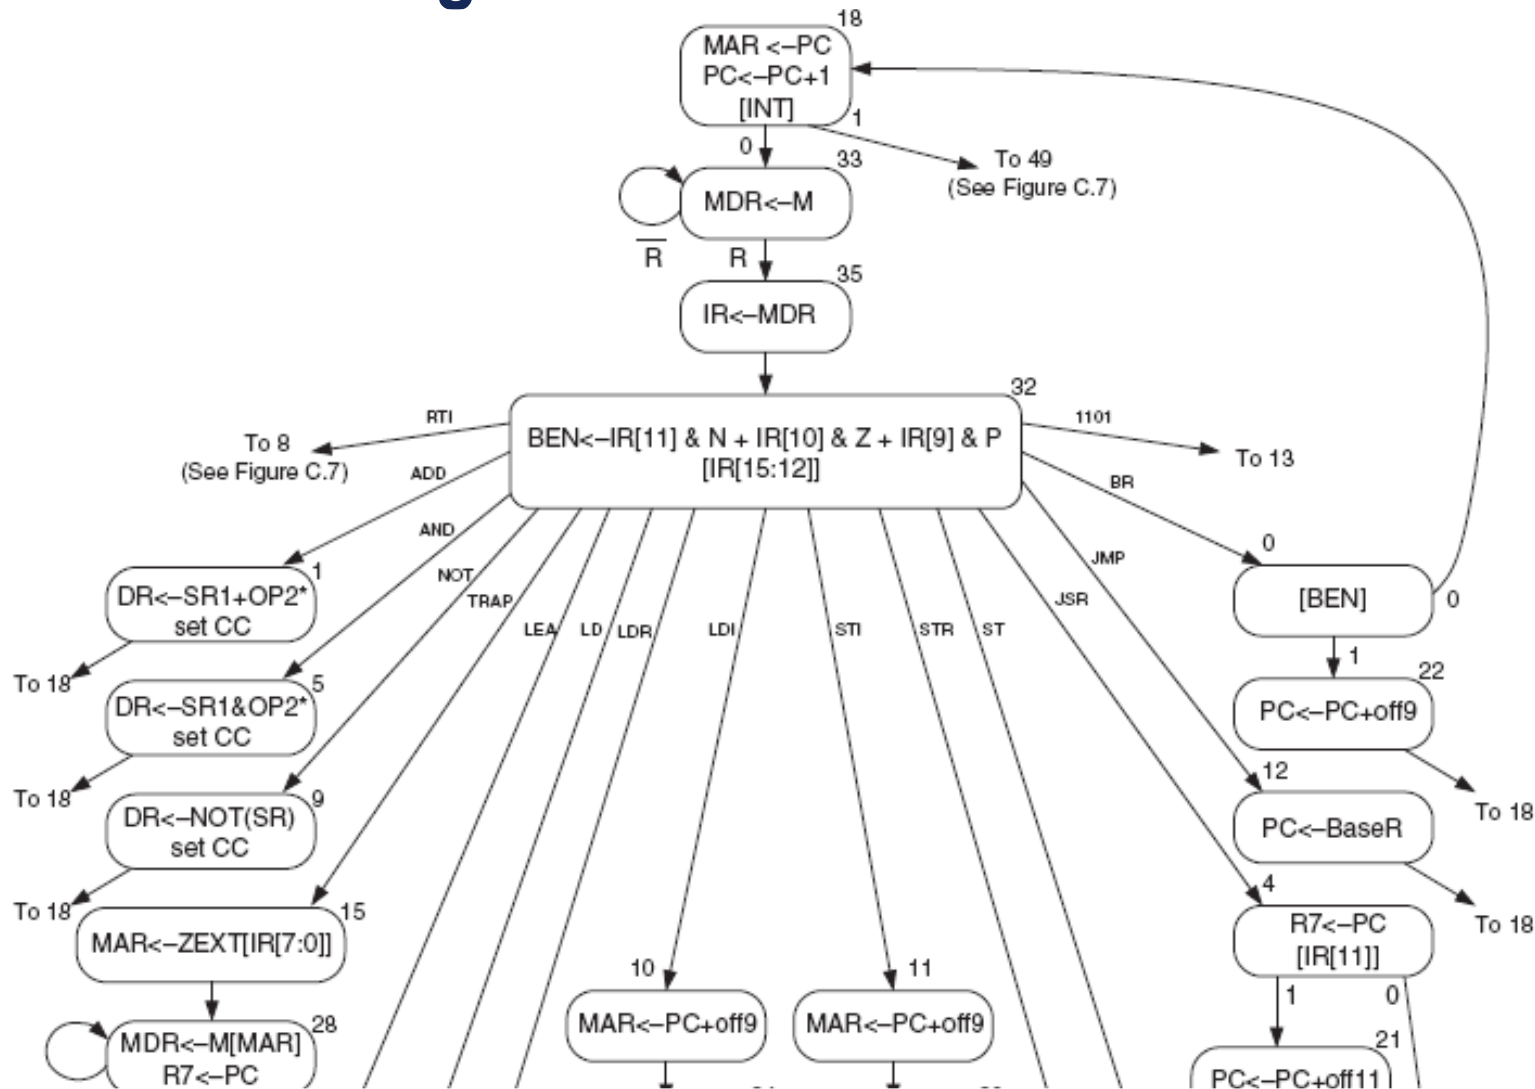 g
18
MAR <–PC
PC<–PC+1
[INT]
1
0
33
To 49
(See Figure C.7)
MDR<–M
R
R
35
IR<–MDR
32
RTI
1101
To 8
(See Figure C.7)
BEN<–IR[11] & N + IR[10] & Z + IR[9] & P
[IR[15:12]]
To 13
ADD
BR
AND
0
NOT
JMP
1
DR<–SR1+OP2*
set CC
TRAP
LEA
LD
LDR
LDI
STI
STR
ST
JSR
[BEN]
0
To 18
1
5
DR<–SR1&OP2*
set CC
22
PC<–PC+off9
To 18
12
To 18
9
DR<–NOT(SR)
set CC
PC<–BaseR
To 18
4
To 18
15
MAR<–ZEXT[IR[7:0]]
R7<–PC
[IR[11]]
10
11
1
0
28
MDR<–M[MAR]
R7<–PC
MAR<–PC+off9
MAR<–PC+off9
21
PC<–PC+off11